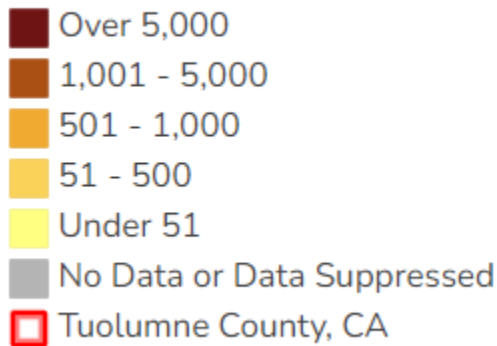 Over 5,000
1,001 - 5,000
501 - 1,000
51 - 500
Under 51
No Data or Data Suppressed
Tuolumne County, CA